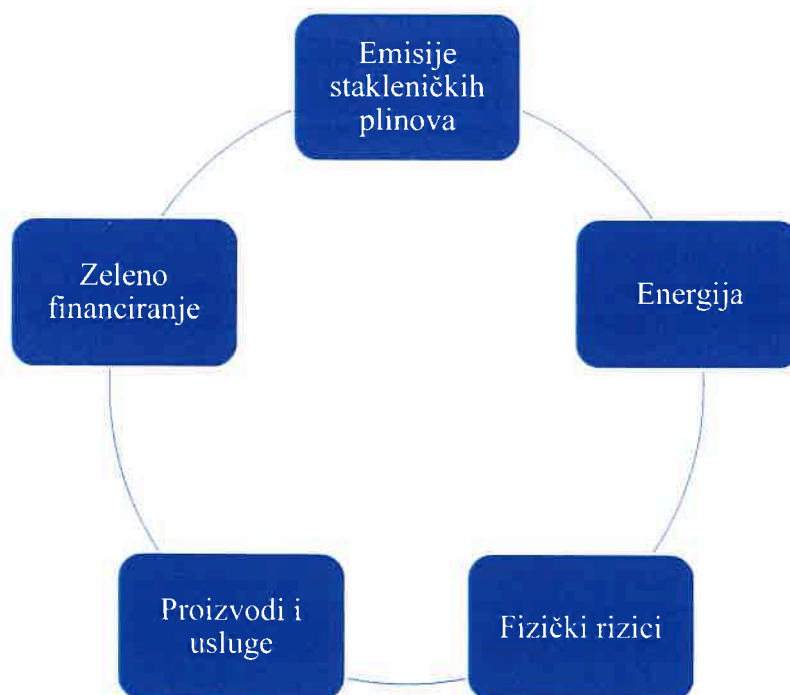 Emisije
stakleničkih
plinova
Energija
Fizički rizici
Proizvodi i
usluge
Zeleno
financiranje